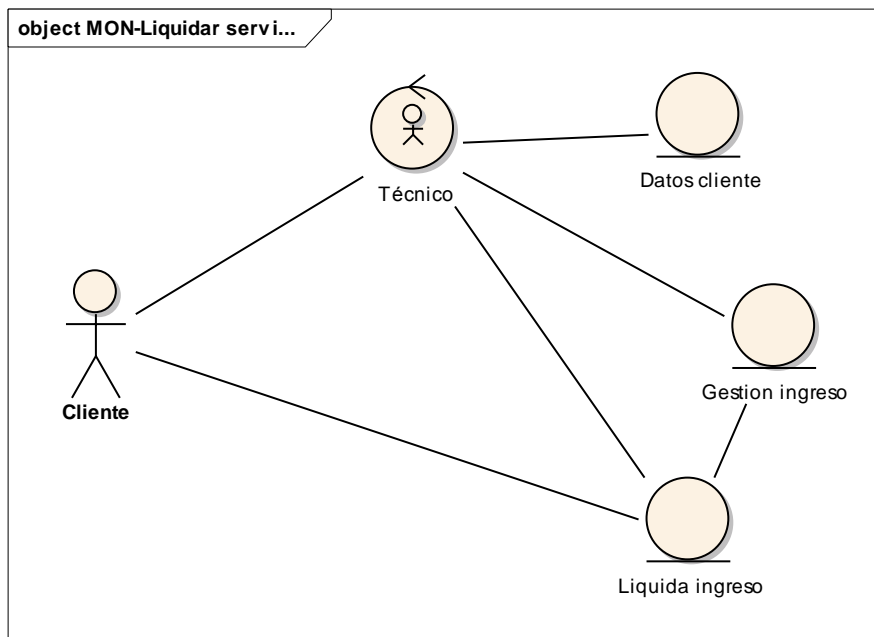 object MON-Liquidar servi...
Técnico
Datos cliente
Cliente
Gestion ingreso
Liquida ingreso